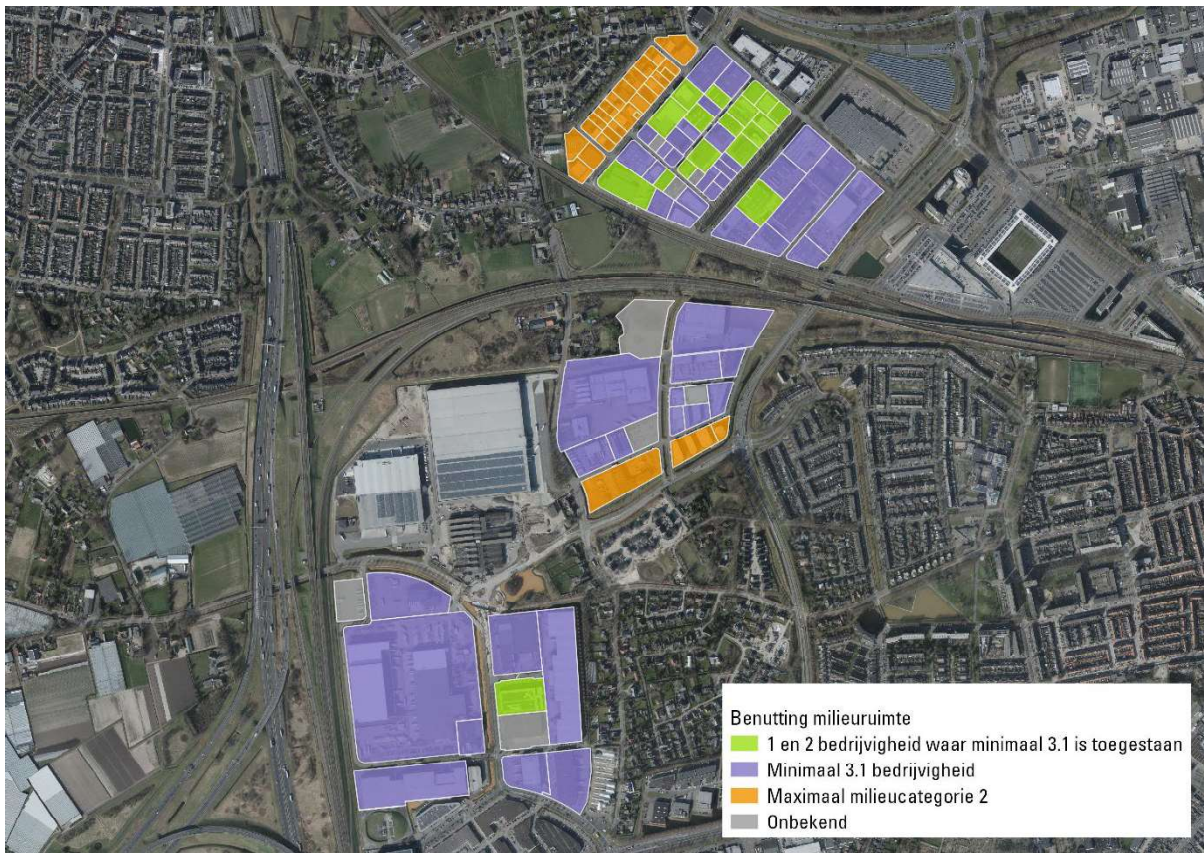 Benutting milieuruimte
1 en 2 bedrijvigheid waar minimaal 3.1 is toegestaan
Minimaal 3.1 bedrijvigheid
Maximaal milieucategorie 2
Onbekend